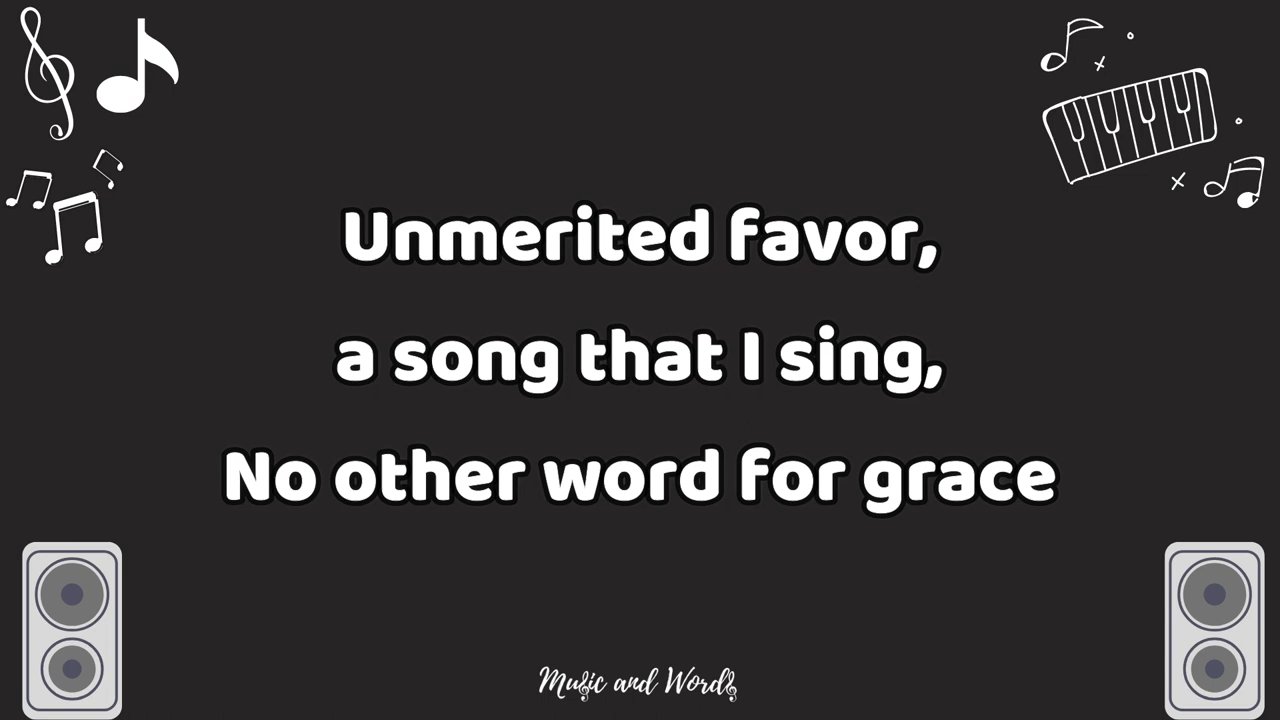 Unmerited favor,
a song that I sing,
No other word for grace
Music and Words